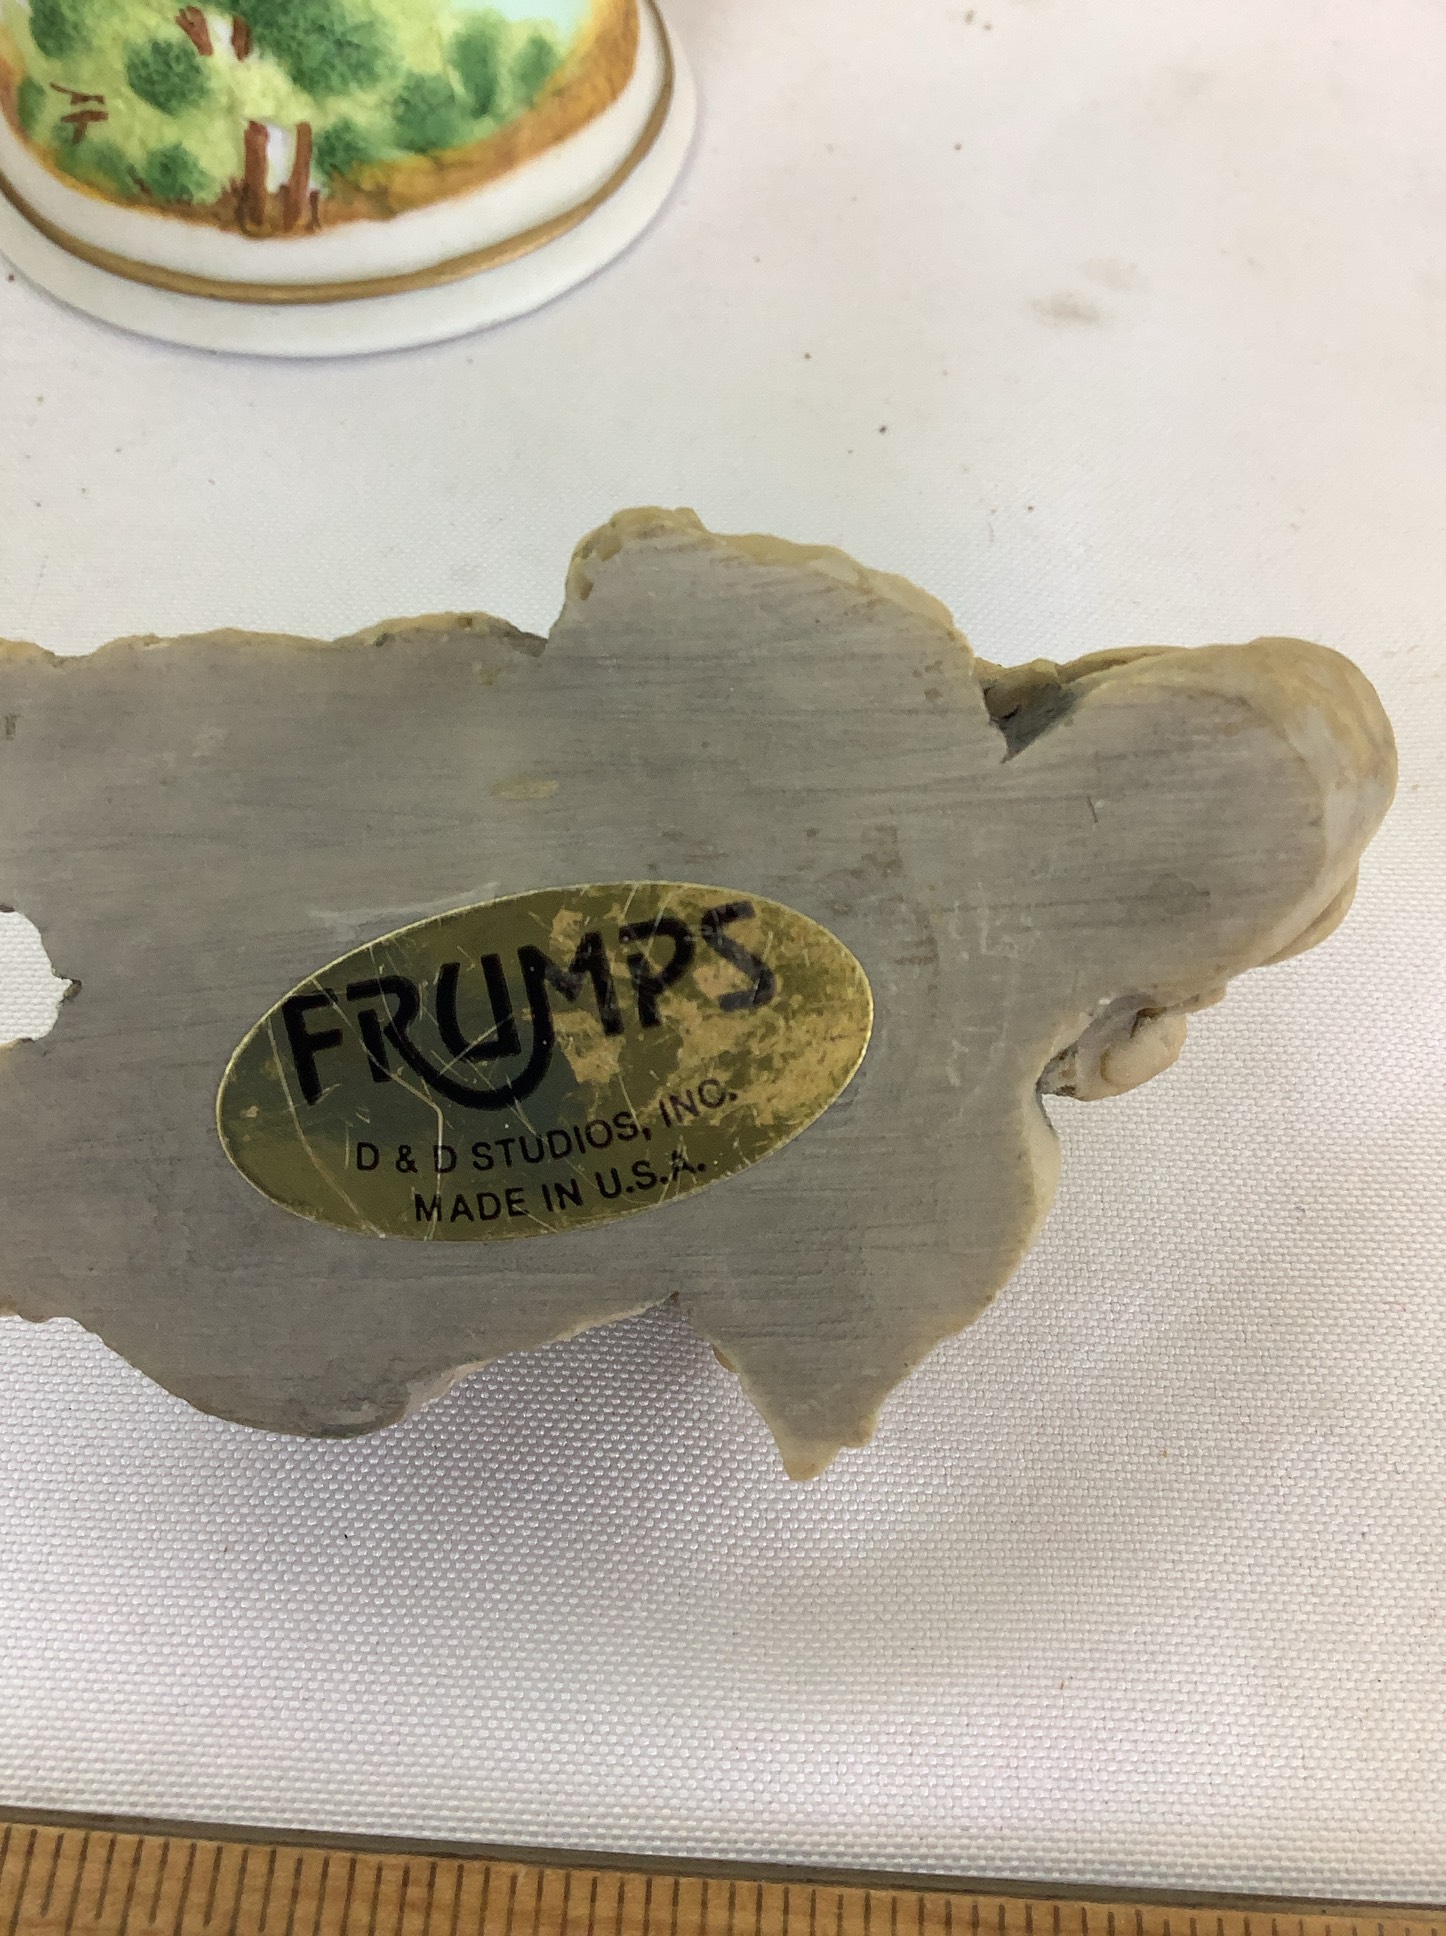 FRUMPS
D & D STUDIOS, INC.
MADE IN U.S.A.